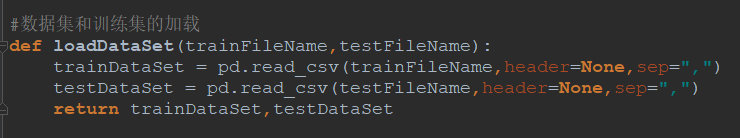 #数据集和训练集的加载
def loadDataSet(trainFileName,testFileName):
    trainDataSet = pd.read_csv(trainFileName,header=None,sep=",")
    testDataSet = pd.read_csv(testFileName,header=None,sep=",")
    return trainDataSet,testDataSet